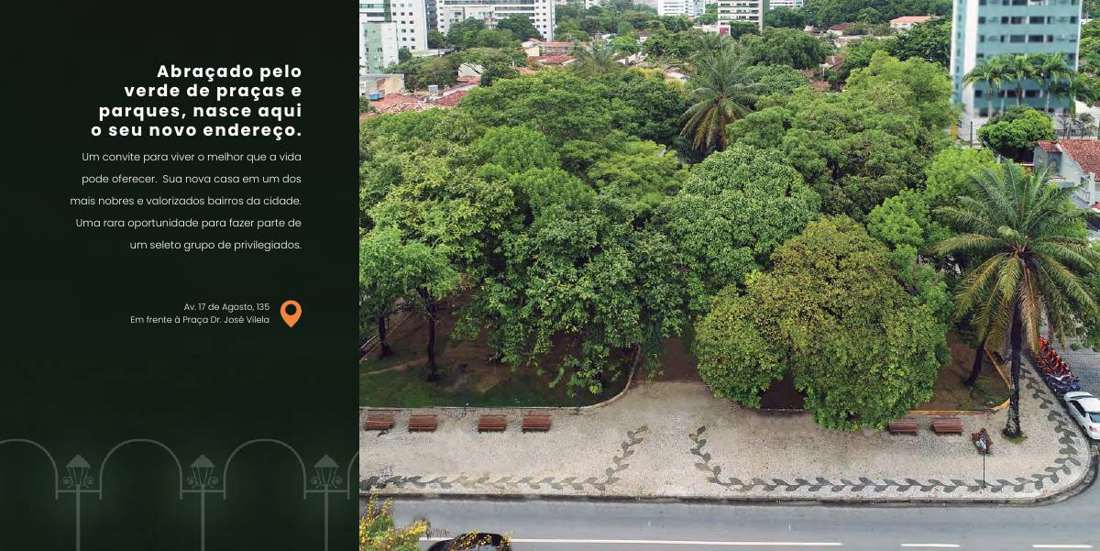 Abraçado pelo
verde de praças e
parques, nasce aqui
o seu novo endereço.
Um convite para viver o melhor que a vida
pode oferecer. Sua nova casa em um dos
mais nobres e valorizados bairros da cidade.
Uma rara oportunidade para fazer parte de
um seleto grupo de privilegiados.
Av. 17 de Agosto, 135
Em frente à Praça Dr. José Vilela